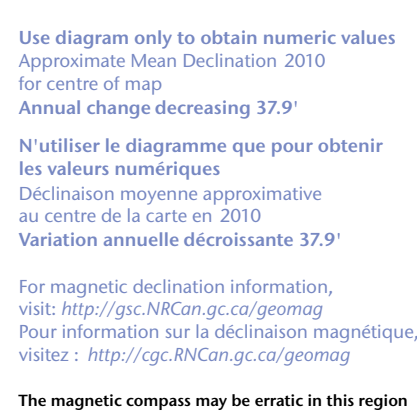 Use diagram only to obtain numeric values
Approximate Mean Declination 2010
for centre of map
Annual change decreasing 37.9'
N'utiliser le diagramme que pour obtenir
les valeurs numériques
Déclinaison moyenne approximative
au centre de la carte en 2010
Variation annuelle décroissante 37.9'
For magnetic declination information,
visit: http://gsc.NRCan.gc.ca/geomag
Pour information sur la déclinaison magnétique,
visitez : http://cgc.RNCan.gc.ca/geomag
The magnetic compass may be erratic in this region